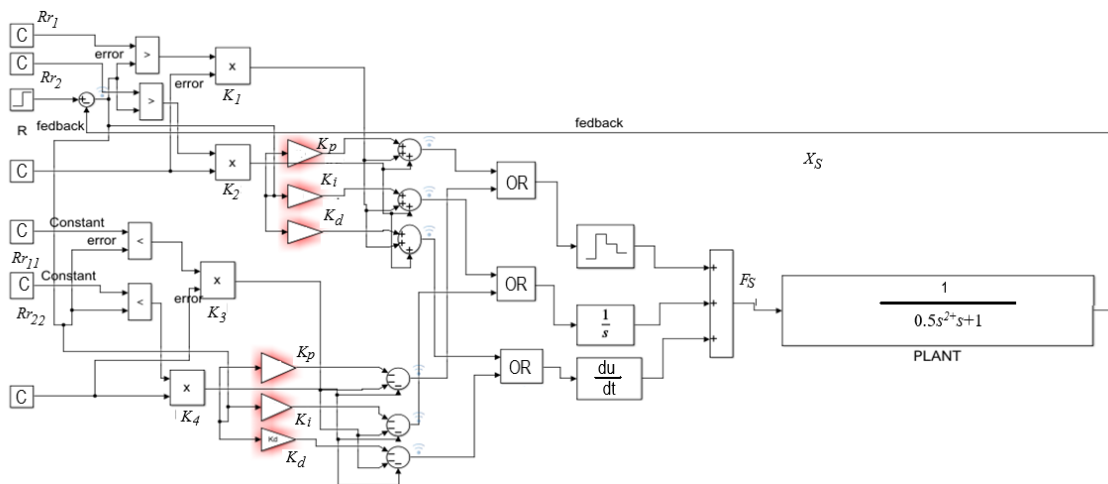 Rr1
C
error
>
x
K1
C
Rr2
>
error
R
fedback
fedback
XS
C
x
K2
Kp
Ki
Kd
OR
Constant
C
error
<
Rr11
Constant
C
Rr22
<
error
x
K3
OR
1
s
+
+
+
FS
1
0.5s2+s+1
PLANT
Kp
OR
du
dt
C
x
K4
Ki
Kd
Kd